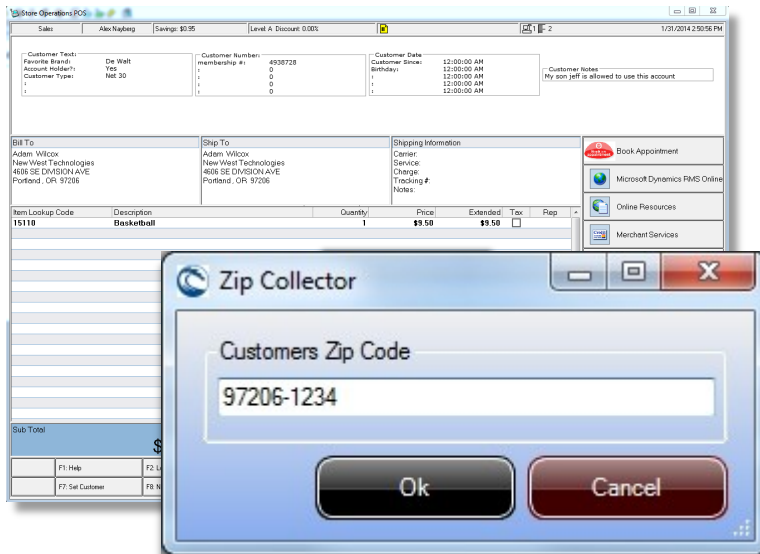 Store Operations POS
Sales Alex Nayberg Savings: $0.95 Level A Discount 0.00% 1 2 1/31/2014 2:50:56 PM
Customer Text:
Favorite Brand: De Walt
Account Holder?: Yes
Customer Type: Net 30
:
:
Customer Number:
membership #: 4938728
: 0
: 0
: 0
: 0
Customer Date
Customer Since: 12:00:00 AM
Birthday: 12:00:00 AM
: 12:00:00 AM
: 12:00:00 AM
: 12:00:00 AM
Customer Notes
My son jeff is allowed to use this account
Bill To
Adam Wilcox
New West Technologies
4606 SE DIVISION AVE
Portland , OR 97206
Ship To
Adam Wilcox
New West Technologies
4606 SE DIVISION AVE
Portland , OR 97206
Shipping Information
Carrier:
Service:
Charge:
Tracking #:
Notes:
Book Appointment
Microsoft Dynamics RMS Online
Online Resources
Merchant Services
Item Lookup Code Description Quantity Price Extended Tax Rep
15110 Basketball 1 $9.50 $9.50
Zip Collector
Customers Zip Code
97206-1234
Ok Cancel
Sub Total
$
F1: Help
F7: Set Customer